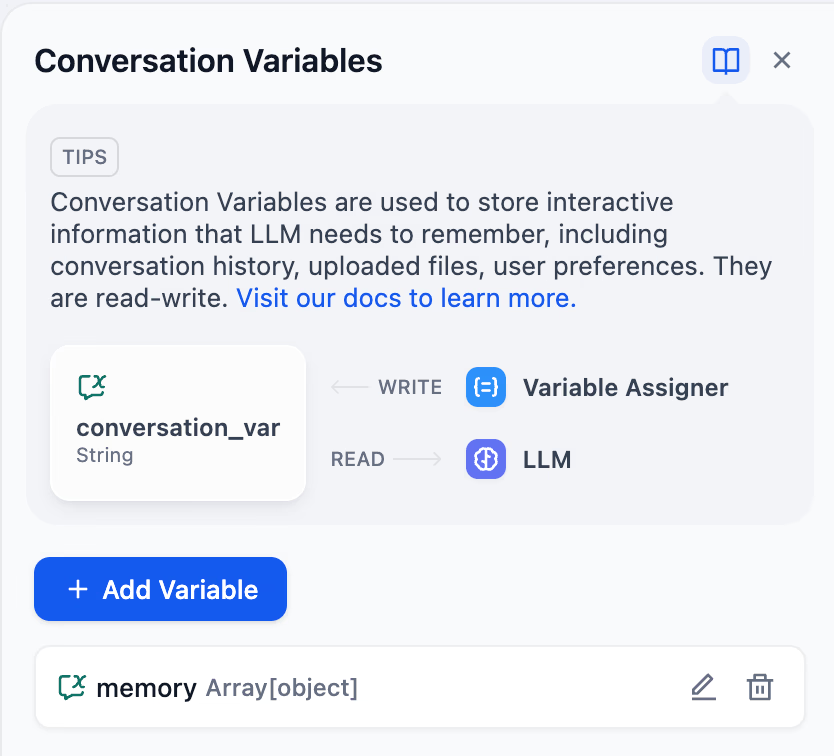 Conversation Variables
TIPS
Conversation Variables are used to store interactive
information that LLM needs to remember, including
conversation history, uploaded files, user preferences. They
are read-write. Visit our docs to learn more.
conversation_var
String
WRITE
Variable Assigner
READ
LLM
+ Add Variable
memory Array[object]